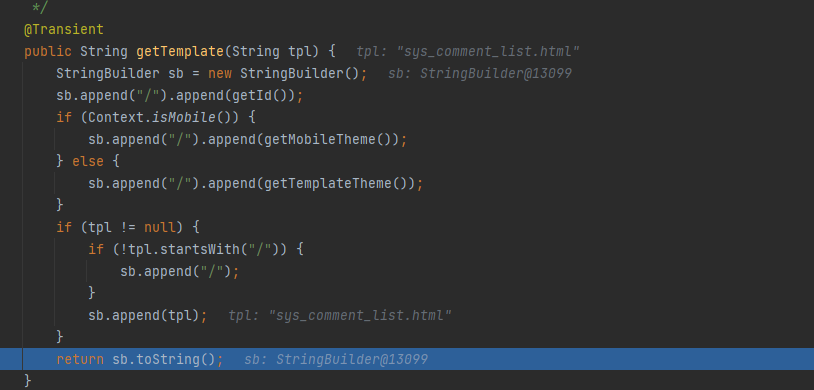 */
@Transient
public String getTemplate(String tpl) {   tpl: "sys_comment_list.html"
    StringBuilder sb = new StringBuilder();   sb: StringBuilder@13099
    sb.append("/").append(getId());
    if (Context.isMobile()) {
        sb.append("/").append(getMobileTheme());
    } else {
        sb.append("/").append(getTemplateTheme());
    }
    if (tpl != null) {
        if (!tpl.startsWith("/")) {
            sb.append("/");
        }
        sb.append(tpl);   tpl: "sys_comment_list.html"
    }
    return sb.toString();   sb: StringBuilder@13099
}